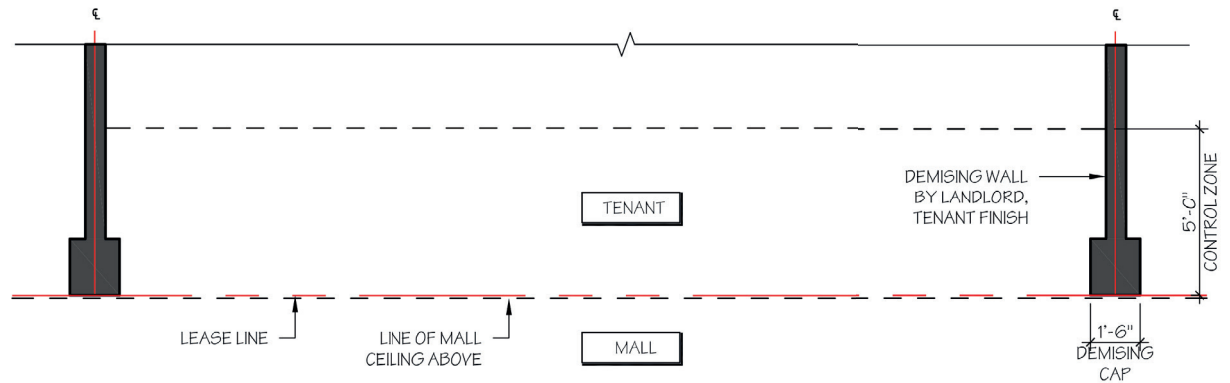 ℄
℄
TENANT
DEMISING WALL
BY LANDLORD,
TENANT FINISH
5'-0"
CONTROL ZONE
LEASE LINE
LINE OF MALL
CEILING ABOVE
MALL
1'-6"
DEMISING
CAP